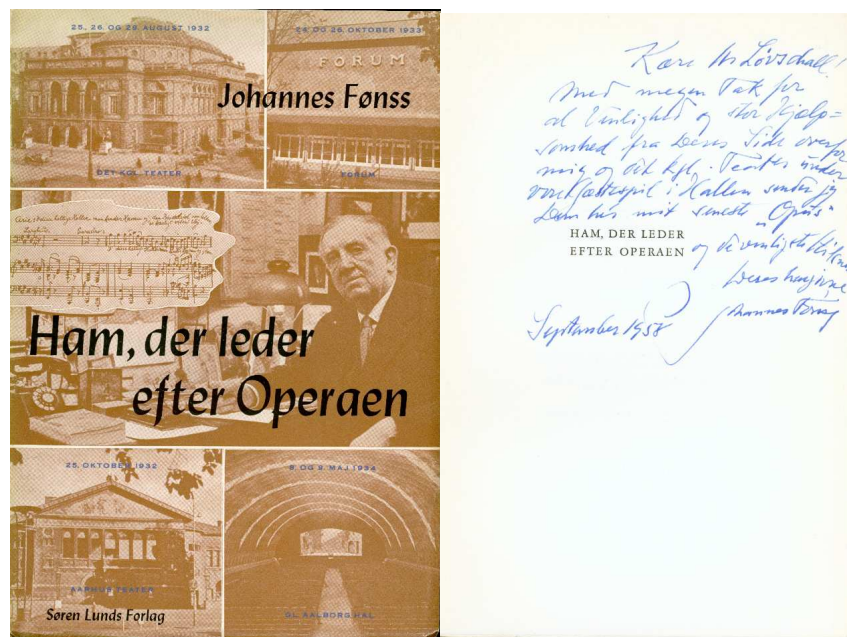 25., 26. OG 29. AUGUST 1932
24. OG 26. OKTOBER 1933
FORUM
Johannes Fønss
DET KGL. TEATER
FORUM
Ham, der leder
efter Operaen
25. OKTOBER 1932
8. OG 9. MAJ 1934
AARHUS TEATER
GL. AALBORG HAL
Søren Lunds Forlag
Kære Hr Løvschall!
Med megen Tak for
al Venlighed og stor Hjælp=
somhed fra Deres Side overfor
mig og det kgl. Teater under
vort Gæstespil i Hallen sender jeg
Dem her mit seneste "Opus"
HAM, DER LEDER
EFTER OPERAEN
og de venligste Hilsner
Deres hengivne
Johannes Fønss
September 1958